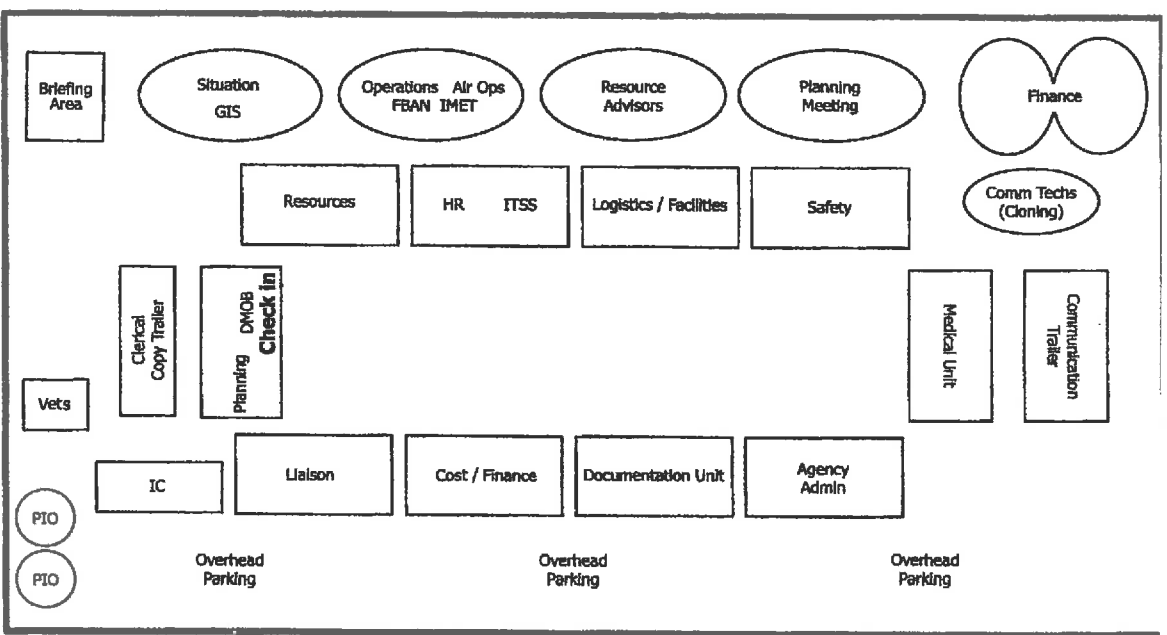 Briefing
Area
Situation
GIS
Operations Air Ops
FBAN IMET
Resource
Advisors
Planning
Meeting
Finance
Resources
HR ITSS
Logistics / Facilities
Safety
Comm Techs
(Cloning)
Clerical
Copy Trailer
Planning DMOB
Check in
Medical Unit
Communication
Trailer
Vets
IC
Liaison
Cost / Finance
Documentation Unit
Agency
Admin
PIO
PIO
Overhead
Parking
Overhead
Parking
Overhead
Parking